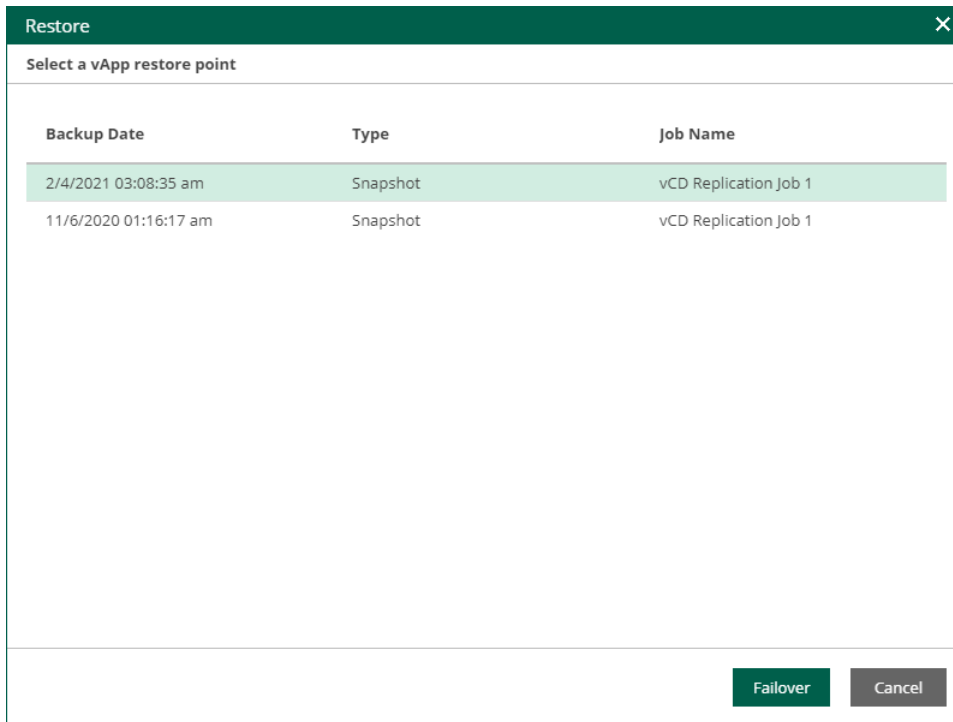 Restore
Select a vApp restore point
Backup Date Type Job Name
2/4/2021 03:08:35 am Snapshot vCD Replication Job 1
11/6/2020 01:16:17 am Snapshot vCD Replication Job 1
Failover Cancel